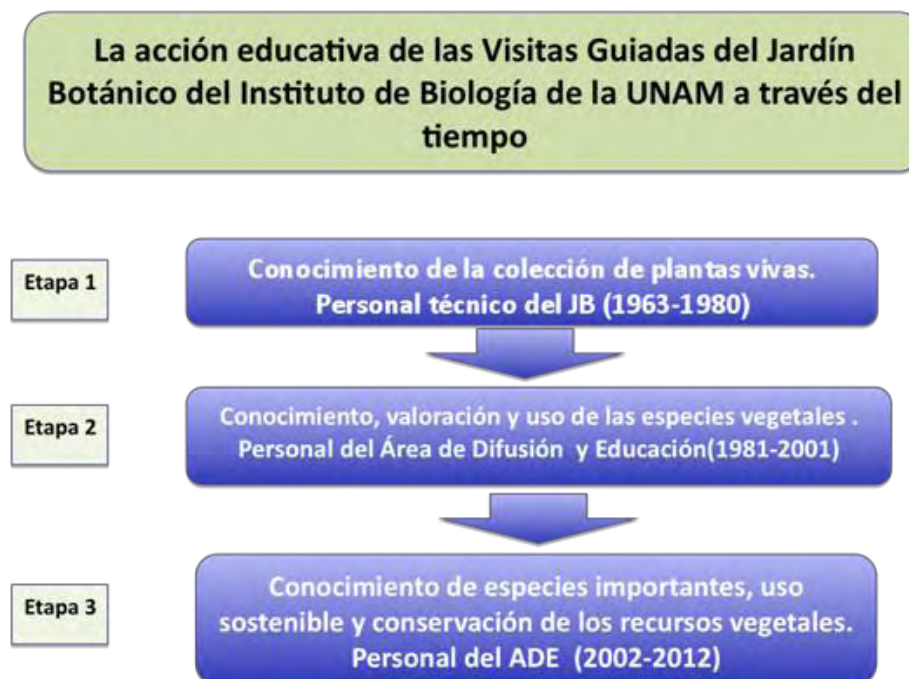 La acción educativa de las Visitas Guiadas del Jardín
Botánico del Instituto de Biología de la UNAM a través del
tiempo
Etapa 1
Conocimiento de la colección de plantas vivas.
Personal técnico del JB (1963-1980)
Etapa 2
Conocimiento, valoración y uso de las especies vegetales .
Personal del Área de Difusión y Educación(1981-2001)
Etapa 3
Conocimiento de especies importantes, uso
sostenible y conservación de los recursos vegetales.
Personal del ADE (2002-2012)